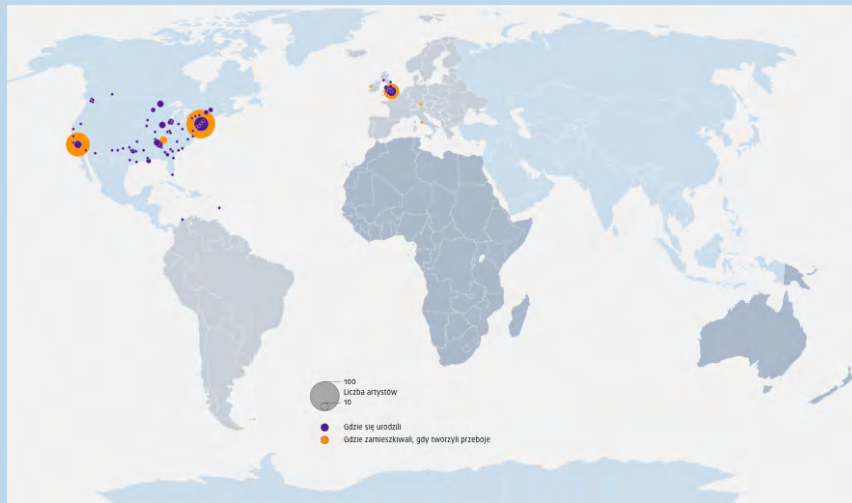 100
Liczba artystów
10
Gdzie się urodzili
Gdzie zamieszkiwali, gdy tworzyli przeboje